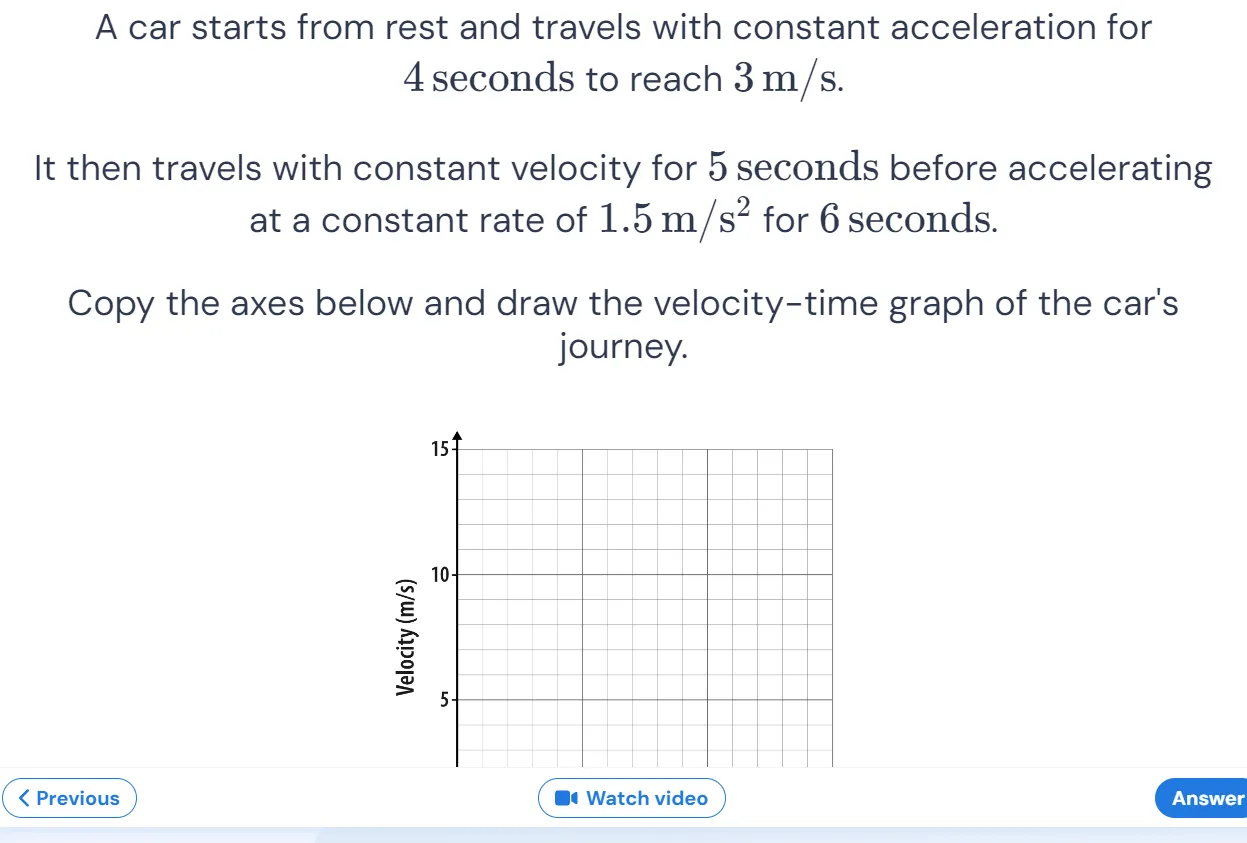 A car starts from rest and travels with constant acceleration for
4 seconds to reach 3 m/s.
It then travels with constant velocity for 5 seconds before accelerating
at a constant rate of 1.5 m/s² for 6 seconds.
Copy the axes below and draw the velocity-time graph of the car's
journey.
15
10
Velocity (m/s)
5
Previous
Watch video
Answer